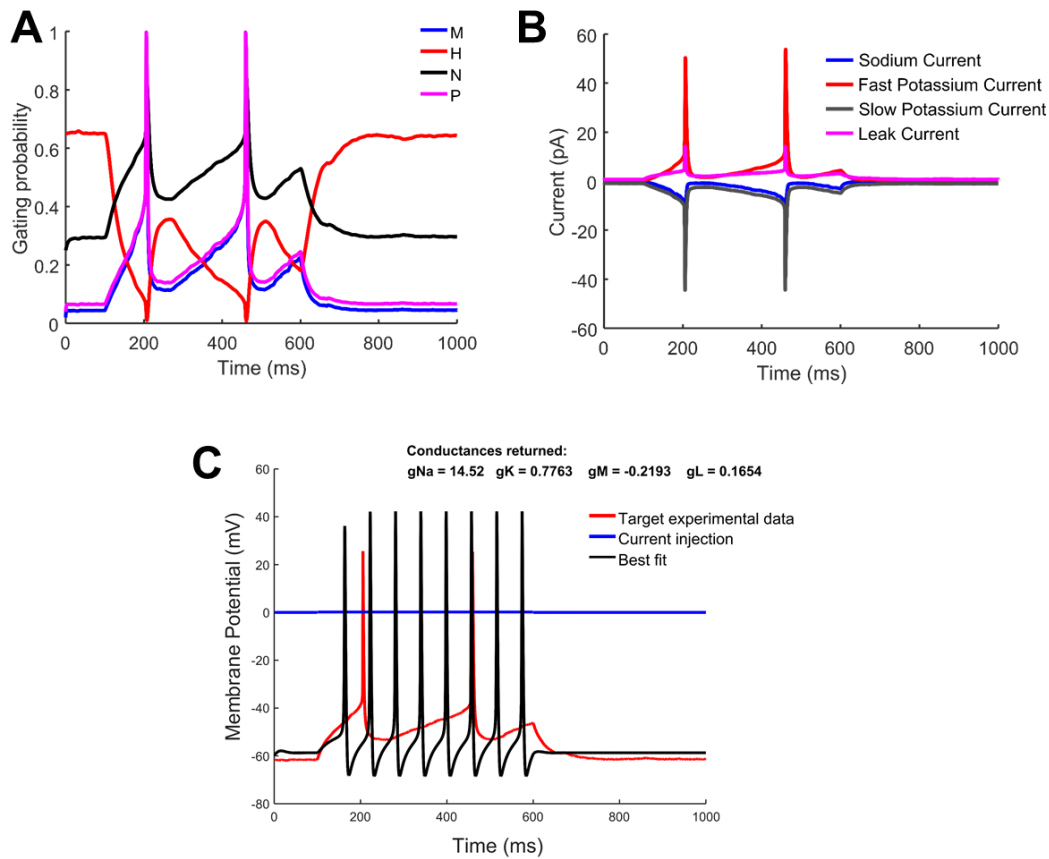 A
Gating probability
1
0.8
0.6
0.4
0.2
0
0 200 400 600 800 1000
Time (ms)
M
H
N
P
B
Current (pA)
60
40
20
0
-20
-40
-60
0 200 400 600 800 1000
Time (ms)
Sodium Current
Fast Potassium Current
Slow Potassium Current
Leak Current
C
Conductances returned:
gNa = 14.52 gK = 0.7763 gM = -0.2193 gL = 0.1654
Membrane Potential (mV)
60
40
20
0
-20
-40
-60
-80
0 200 400 600 800 1000
Time (ms)
Target experimental data
Current injection
Best fit